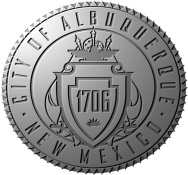 · CITY OF ALBUQUERQUE ·
NEW MEXICO
1706